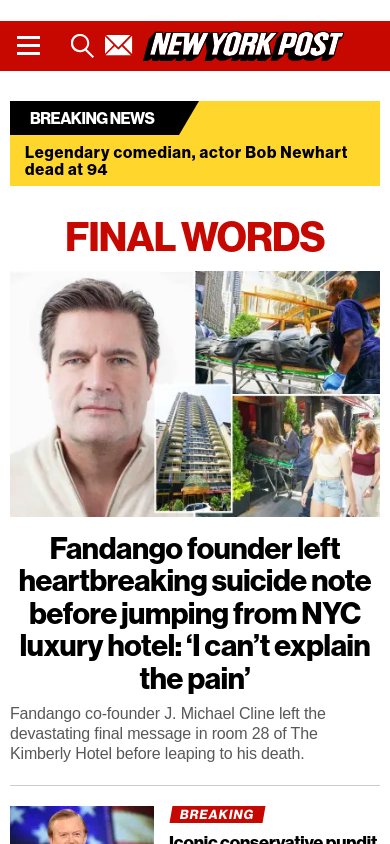 NEW YORK POST
BREAKING NEWS
Legendary comedian, actor Bob Newhart
dead at 94
FINAL WORDS
Fandango founder left
heartbreaking suicide note
before jumping from NYC
luxury hotel: ‘I can’t explain
the pain’
Fandango co-founder J. Michael Cline left the
devastating final message in room 28 of The
Kimberly Hotel before leaping to his death.
BREAKING
Iconic conservative pundit